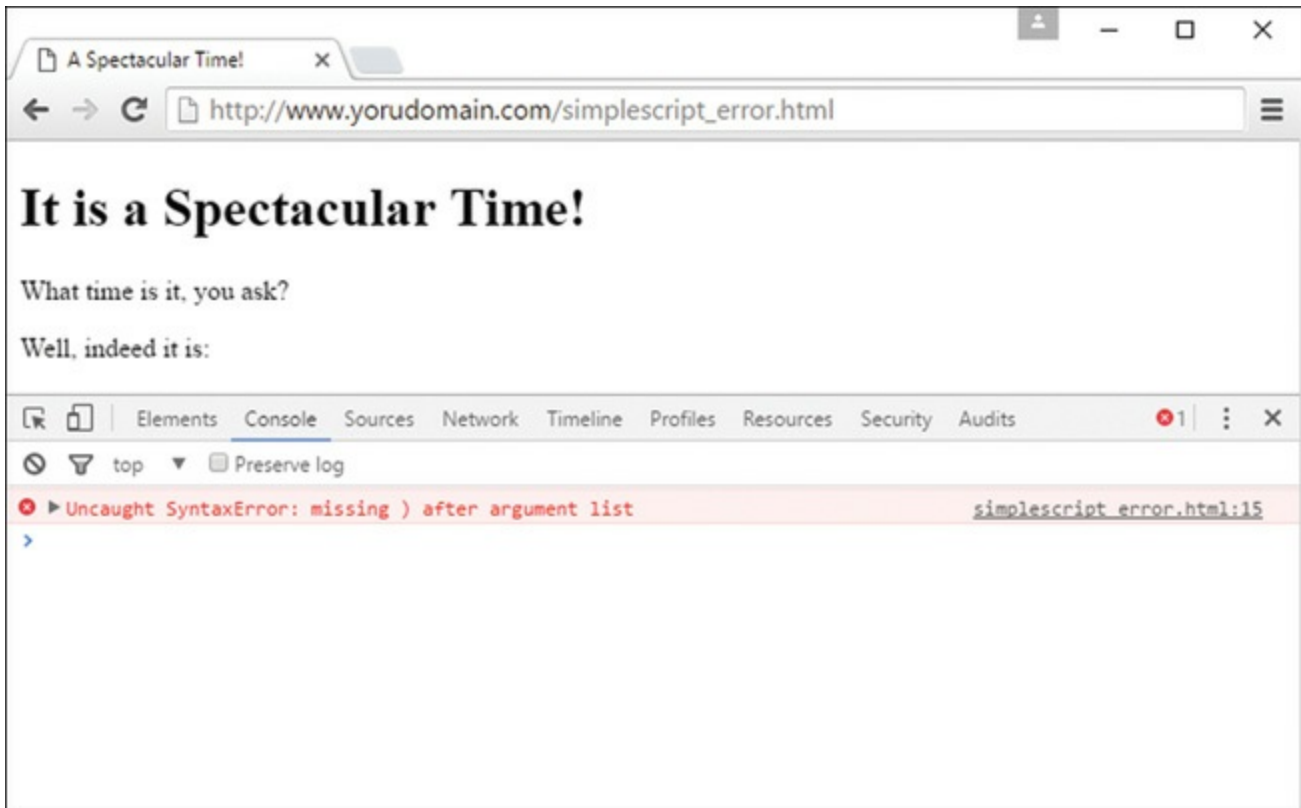 A Spectacular Time!
http://www.yorudomain.com/simplescript_error.html
It is a Spectacular Time!
What time is it, you ask?
Well, indeed it is:
Elements Console Sources Network Timeline Profiles Resources Security Audits 1
top Preserve log
Uncaught SyntaxError: missing ) after argument list simplescript_error.html:15